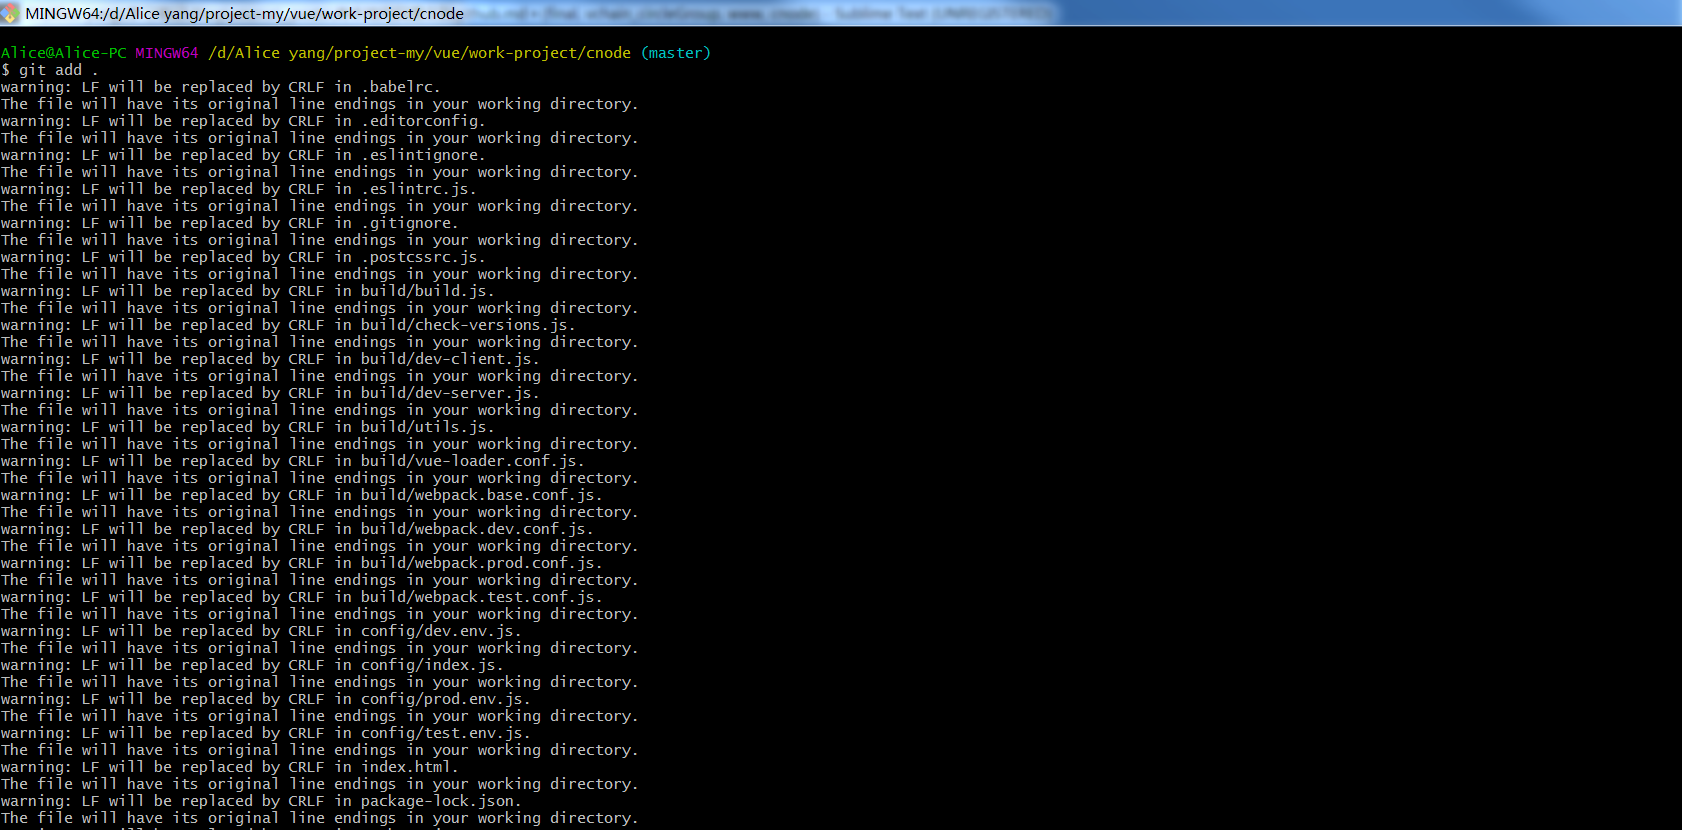 MINGW64:/d/Alice yang/project-my/vue/work-project/cnode
Alice@Alice-PC MINGW64 /d/Alice yang/project-my/vue/work-project/cnode (master)
$ git add .
warning: LF will be replaced by CRLF in .babelrc.
The file will have its original line endings in your working directory.
warning: LF will be replaced by CRLF in .editorconfig.
The file will have its original line endings in your working directory.
warning: LF will be replaced by CRLF in .eslintignore.
The file will have its original line endings in your working directory.
warning: LF will be replaced by CRLF in .eslintrc.js.
The file will have its original line endings in your working directory.
warning: LF will be replaced by CRLF in .gitignore.
The file will have its original line endings in your working directory.
warning: LF will be replaced by CRLF in .postcssrc.js.
The file will have its original line endings in your working directory.
warning: LF will be replaced by CRLF in build/build.js.
The file will have its original line endings in your working directory.
warning: LF will be replaced by CRLF in build/check-versions.js.
The file will have its original line endings in your working directory.
warning: LF will be replaced by CRLF in build/dev-client.js.
The file will have its original line endings in your working directory.
warning: LF will be replaced by CRLF in build/dev-server.js.
The file will have its original line endings in your working directory.
warning: LF will be replaced by CRLF in build/utils.js.
The file will have its original line endings in your working directory.
warning: LF will be replaced by CRLF in build/vue-loader.conf.js.
The file will have its original line endings in your working directory.
warning: LF will be replaced by CRLF in build/webpack.base.conf.js.
The file will have its original line endings in your working directory.
warning: LF will be replaced by CRLF in build/webpack.dev.conf.js.
The file will have its original line endings in your working directory.
warning: LF will be replaced by CRLF in build/webpack.prod.conf.js.
The file will have its original line endings in your working directory.
warning: LF will be replaced by CRLF in build/webpack.test.conf.js.
The file will have its original line endings in your working directory.
warning: LF will be replaced by CRLF in config/dev.env.js.
The file will have its original line endings in your working directory.
warning: LF will be replaced by CRLF in config/index.js.
The file will have its original line endings in your working directory.
warning: LF will be replaced by CRLF in config/prod.env.js.
The file will have its original line endings in your working directory.
warning: LF will be replaced by CRLF in config/test.env.js.
The file will have its original line endings in your working directory.
warning: LF will be replaced by CRLF in index.html.
The file will have its original line endings in your working directory.
warning: LF will be replaced by CRLF in package-lock.json.
The file will have its original line endings in your working directory.